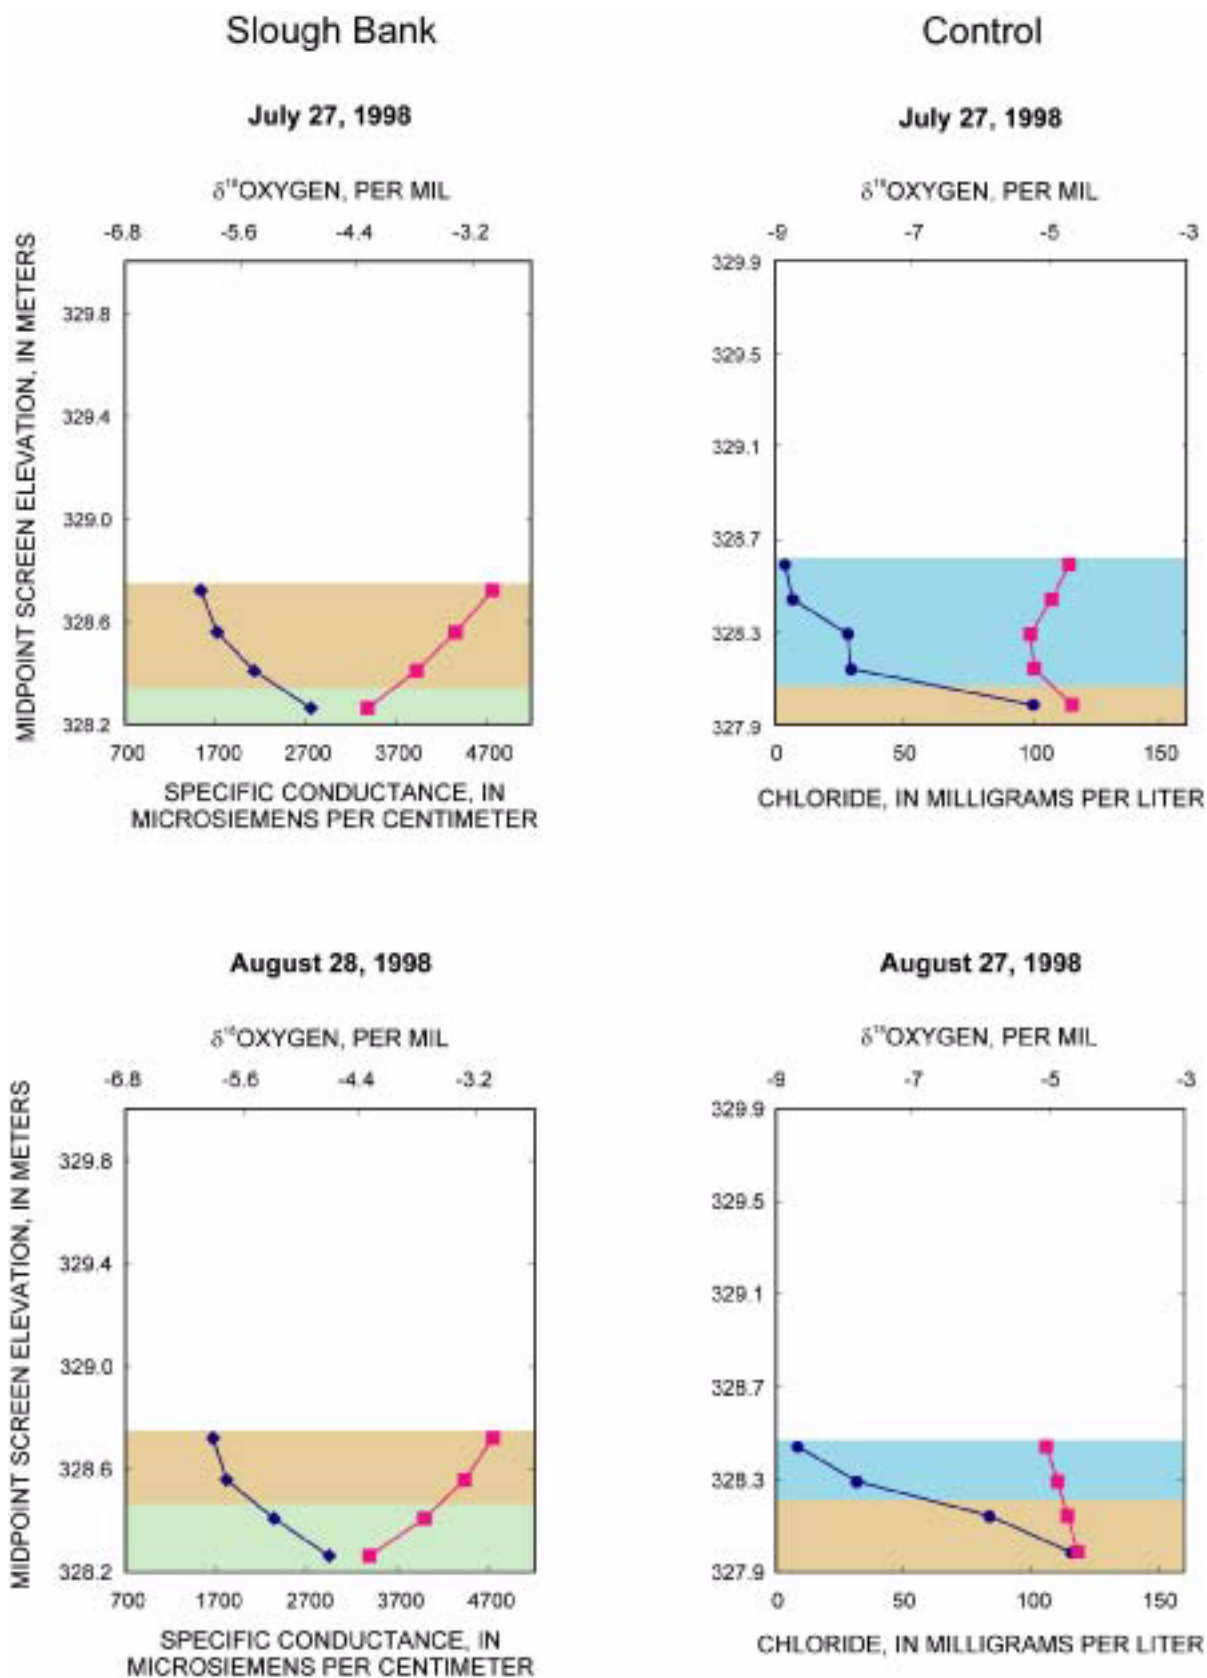 Slough Bank
Control
July 27, 1998
July 27, 1998
δ¹⁸OXYGEN, PER MIL
δ¹⁸OXYGEN, PER MIL
-6.8 -5.6 -4.4 -3.2
-9 -7 -5 -3
MIDPOINT SCREEN ELEVATION, IN METERS
329.8
329.4
329.0
328.6
328.2
329.9
329.5
329.1
328.7
328.3
327.9
700 1700 2700 3700 4700
0 50 100 150
SPECIFIC CONDUCTANCE, IN
MICROSIEMENS PER CENTIMETER
CHLORIDE, IN MILLIGRAMS PER LITER
August 28, 1998
August 27, 1998
δ¹⁸OXYGEN, PER MIL
δ¹⁸OXYGEN, PER MIL
-6.8 -5.6 -4.4 -3.2
-9 -7 -5 -3
MIDPOINT SCREEN ELEVATION, IN METERS
329.8
329.4
329.0
328.6
328.2
329.9
329.5
329.1
328.7
328.3
327.9
700 1700 2700 3700 4700
0 50 100 150
SPECIFIC CONDUCTANCE, IN
MICROSIEMENS PER CENTIMETER
CHLORIDE, IN MILLIGRAMS PER LITER